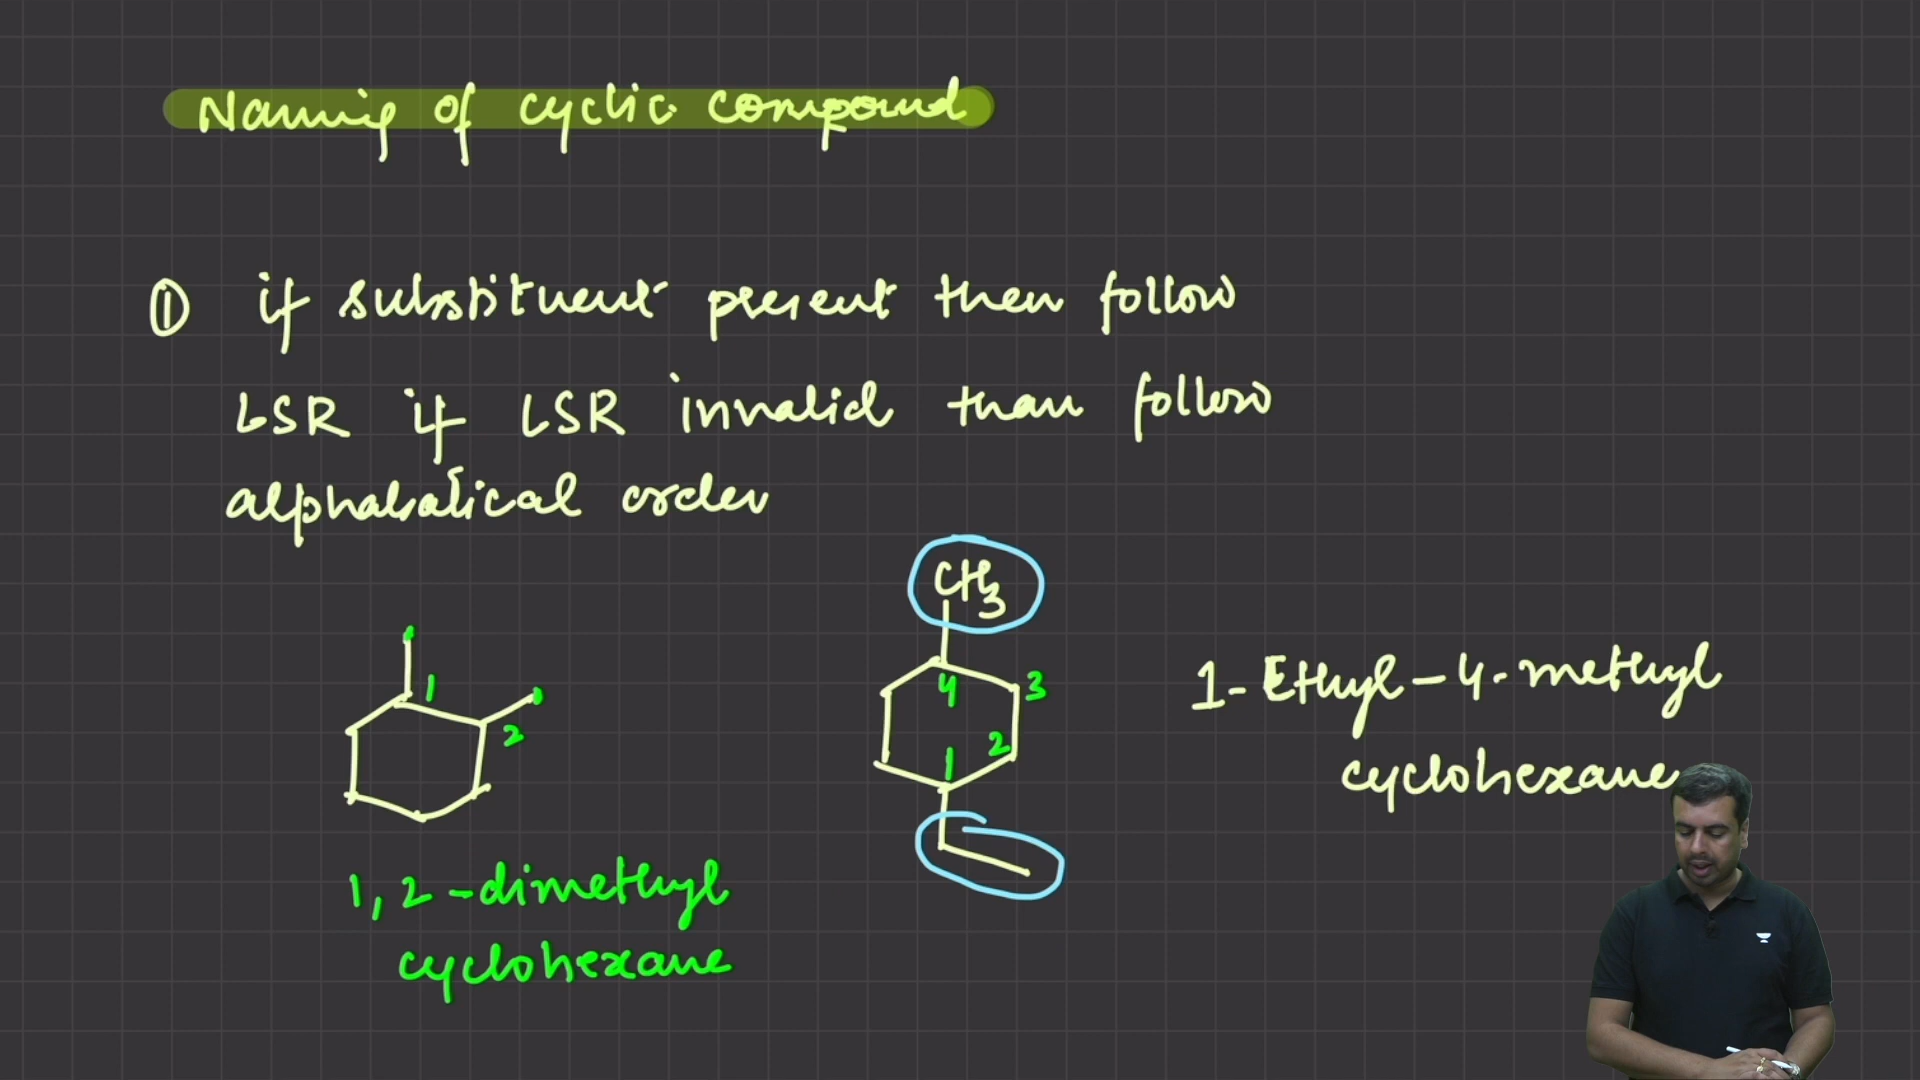 Naming of cyclic compound
① if substituent present then follow
LSR if LSR invalid than follow
alphabatical order
CH3
1
2
4
3
2
1
1-Ethyl-4-methyl
cyclohexane
1,2-dimethyl
cyclohexane